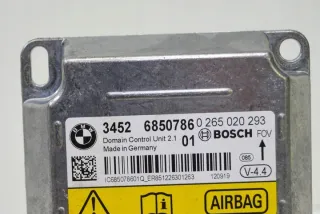 3452 6850786 0 265 020 293
Domain Control Unit 2.1 01 BOSCH FOV
Made in Germany
085
V-4.4
120919
AIRBAG